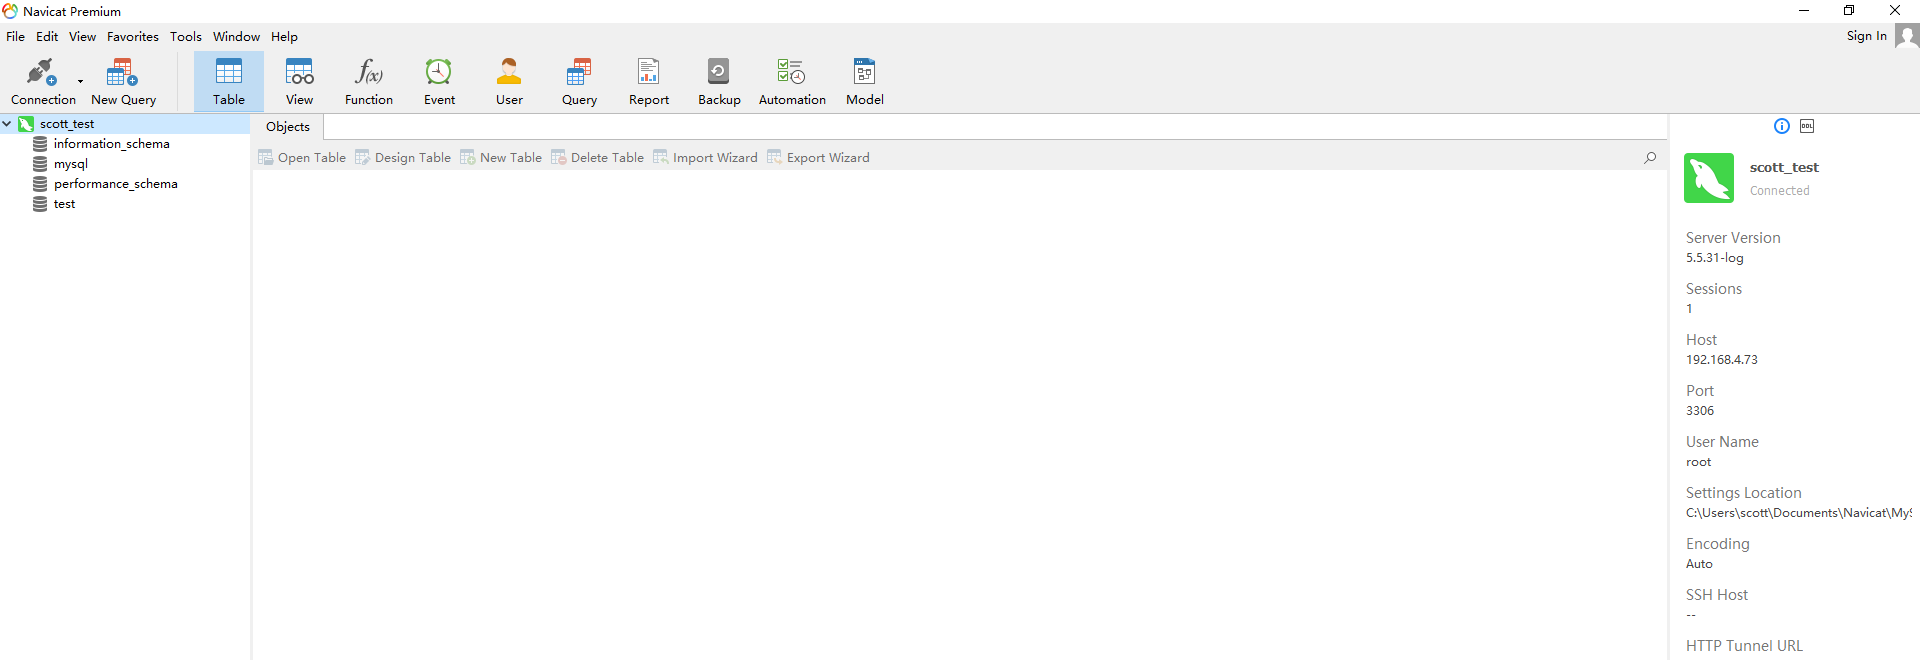 Navicat Premium
File Edit View Favorites Tools Window Help
Sign In
Connection New Query Table View Function Event User Query Report Backup Automation Model
scott_test
information_schema
mysql
performance_schema
test
Objects
Open Table Design Table New Table Delete Table Import Wizard Export Wizard
DDL
scott_test
Connected
Server Version
5.5.31-log
Sessions
1
Host
192.168.4.73
Port
3306
User Name
root
Settings Location
C:\Users\scott\Documents\Navicat\MyS
Encoding
Auto
SSH Host
--
HTTP Tunnel URL